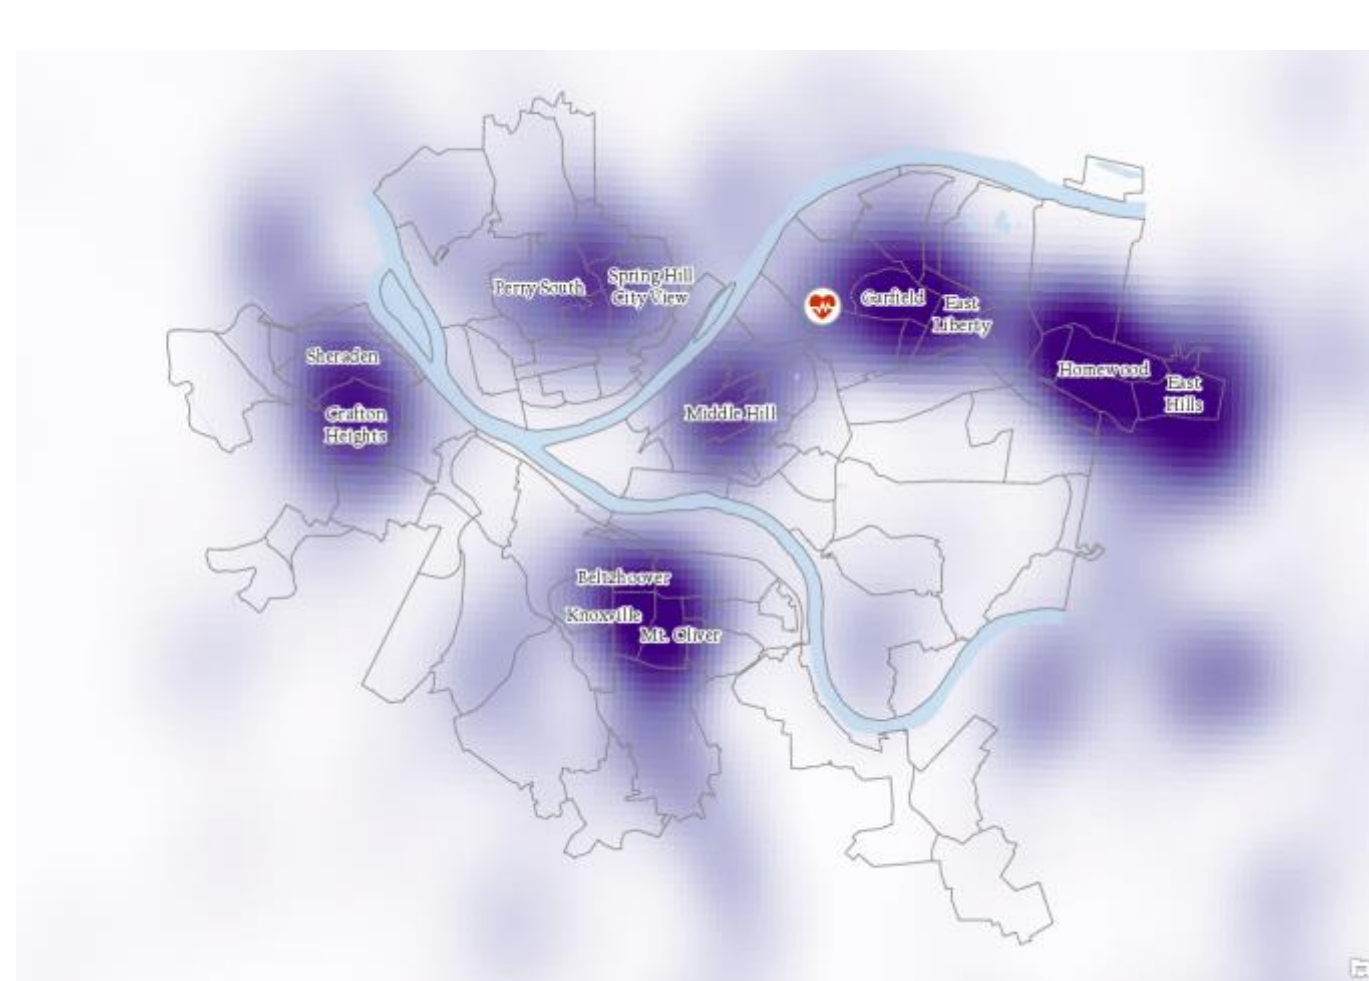 Perry South
Spring Hill
City View
Garfield
East
Liberty
Sheraden
Homewood
East
Hills
Crafton
Heights
Middle Hill
Beltzhoover
Knoxville
Mt. Oliver